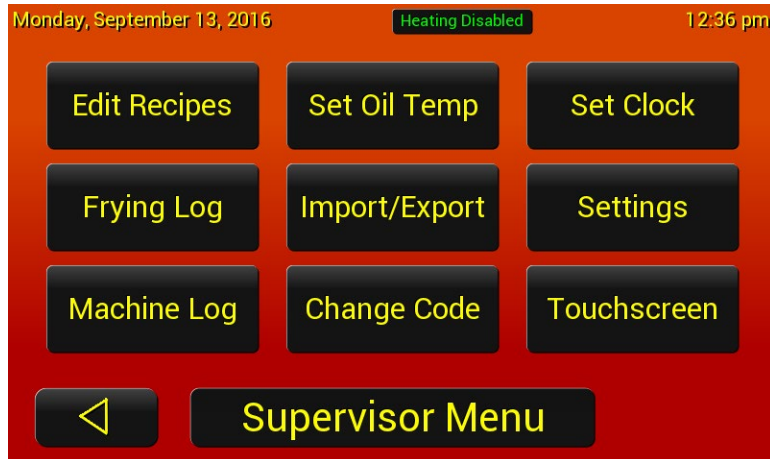 Monday, September 13, 2016 Heating Disabled 12:36 pm
Edit Recipes Set Oil Temp Set Clock
Frying Log Import/Export Settings
Machine Log Change Code Touchscreen
Supervisor Menu